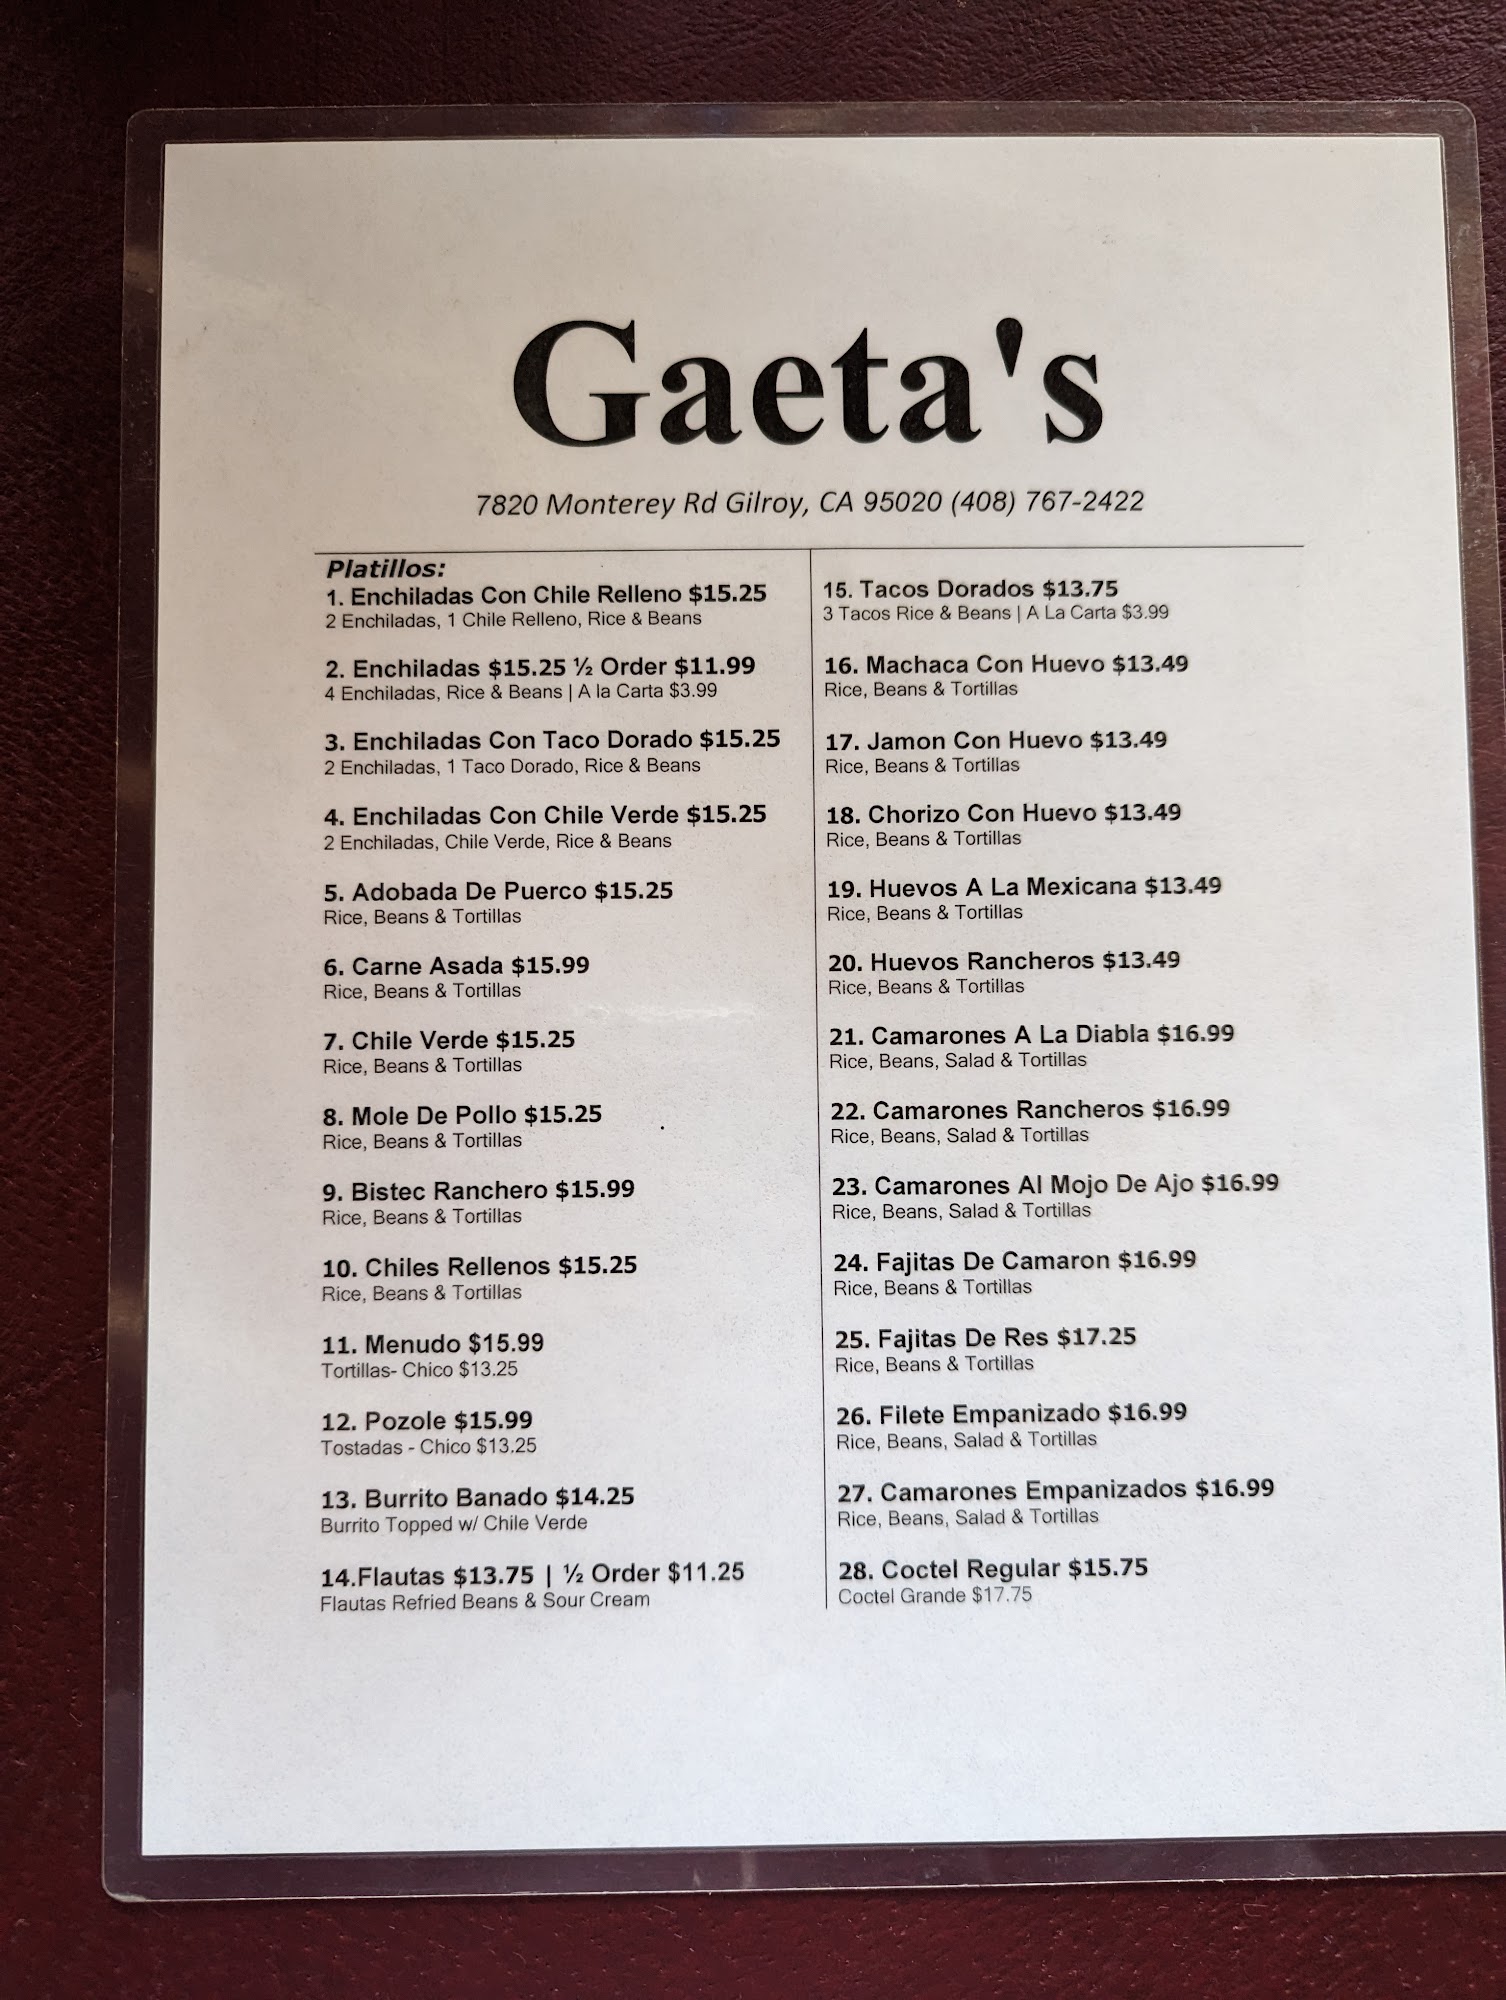 Gaeta's
7820 Monterey Rd Gilroy, CA 95020 (408) 767-2422
Platillos:
1. Enchiladas Con Chile Relleno $15.25
2 Enchiladas, 1 Chile Relleno, Rice & Beans
2. Enchiladas $15.25 ½ Order $11.99
4 Enchiladas, Rice & Beans | A la Carta $3.99
3. Enchiladas Con Taco Dorado $15.25
2 Enchiladas, 1 Taco Dorado, Rice & Beans
4. Enchiladas Con Chile Verde $15.25
2 Enchiladas, Chile Verde, Rice & Beans
5. Adobada De Puerco $15.25
Rice, Beans & Tortillas
6. Carne Asada $15.99
Rice, Beans & Tortillas
7. Chile Verde $15.25
Rice, Beans & Tortillas
8. Mole De Pollo $15.25
Rice, Beans & Tortillas
9. Bistec Ranchero $15.99
Rice, Beans & Tortillas
10. Chiles Rellenos $15.25
Rice, Beans & Tortillas
11. Menudo $15.99
Tortillas- Chico $13.25
12. Pozole $15.99
Tostadas - Chico $13.25
13. Burrito Banado $14.25
Burrito Topped w/ Chile Verde
14.Flautas $13.75 | ½ Order $11.25
Flautas Refried Beans & Sour Cream
15. Tacos Dorados $13.75
3 Tacos Rice & Beans | A La Carta $3.99
16. Machaca Con Huevo $13.49
Rice, Beans & Tortillas
17. Jamon Con Huevo $13.49
Rice, Beans & Tortillas
18. Chorizo Con Huevo $13.49
Rice, Beans & Tortillas
19. Huevos A La Mexicana $13.49
Rice, Beans & Tortillas
20. Huevos Rancheros $13.49
Rice, Beans & Tortillas
21. Camarones A La Diabla $16.99
Rice, Beans, Salad & Tortillas
22. Camarones Rancheros $16.99
Rice, Beans, Salad & Tortillas
23. Camarones Al Mojo De Ajo $16.99
Rice, Beans, Salad & Tortillas
24. Fajitas De Camaron $16.99
Rice, Beans & Tortillas
25. Fajitas De Res $17.25
Rice, Beans & Tortillas
26. Filete Empanizado $16.99
Rice, Beans, Salad & Tortillas
27. Camarones Empanizados $16.99
Rice, Beans, Salad & Tortillas
28. Coctel Regular $15.75
Coctel Grande $17.75